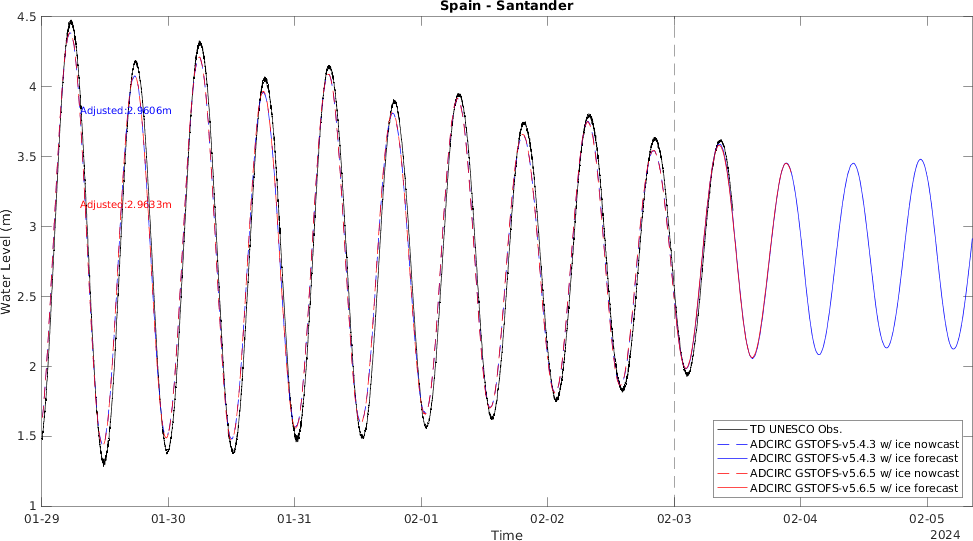 Spain - Santander
4.5
4
3.5
3
2.5
2
1.5
1
Water Level (m)
Adjusted:2.9606m
Adjusted:2.9633m
TD UNESCO Obs.
ADCIRC GSTOFS-v5.4.3 w/ ice nowcast
ADCIRC GSTOFS-v5.4.3 w/ ice forecast
ADCIRC GSTOFS-v5.6.5 w/ ice nowcast
ADCIRC GSTOFS-v5.6.5 w/ ice forecast
01-29 01-30 01-31 02-01 02-02 02-03 02-04 02-05
Time
2024